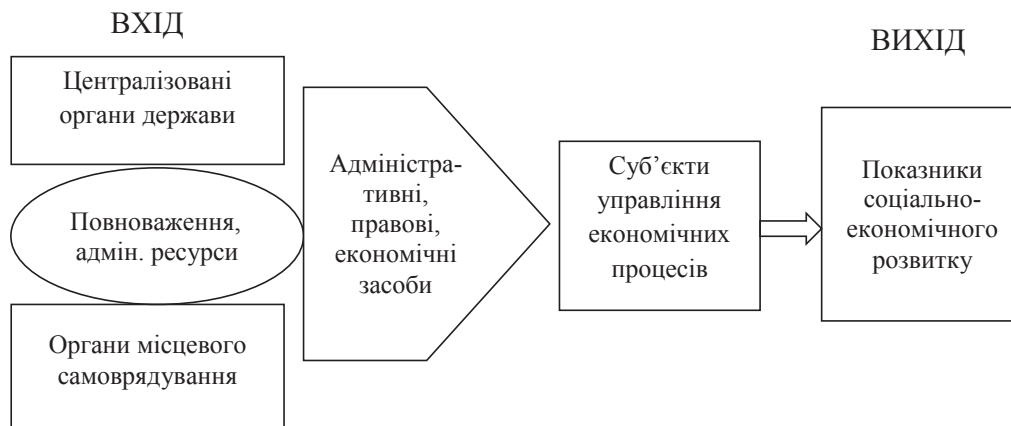 ВХІД
Централізовані
органи держави
Повноваження,
адмін. ресурси
Органи місцевого
самоврядування
Адміністра-
тивні,
правові,
економічні
засоби
Суб’єкти
управління
економічних
процесів
ВИХІД
Показники
соціально-
економічного
розвитку